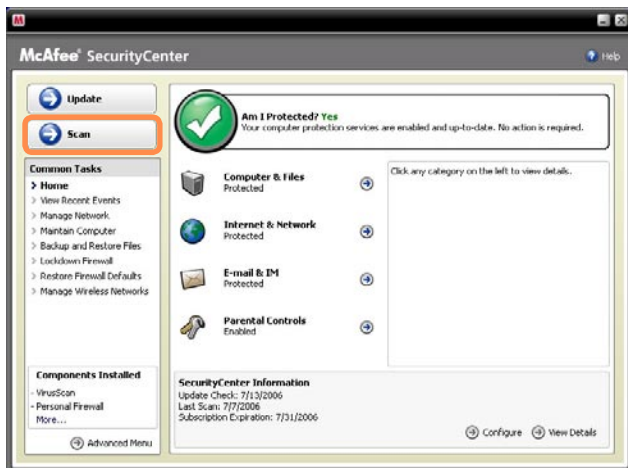 McAfee® SecurityCenter
Help
Update
Scan
Common Tasks
Home
View Recent Events
Manage Network
Maintain Computer
Backup and Restore Files
Lockdown Firewall
Restore Firewall Defaults
Manage Wireless Networks
Components Installed
- VirusScan
- Personal Firewall
More...
Advanced Menu
Am I Protected? Yes
Your computer protection services are enabled and up-to-date. No action is required.
Computer & Files
Protected
Internet & Network
Protected
E-mail & IM
Protected
Parental Controls
Enabled
Click any category on the left to view details.
SecurityCenter Information
Update Check: 7/13/2006
Last Scan: 7/7/2006
Subscription Expiration: 7/31/2006
Configure
View Details